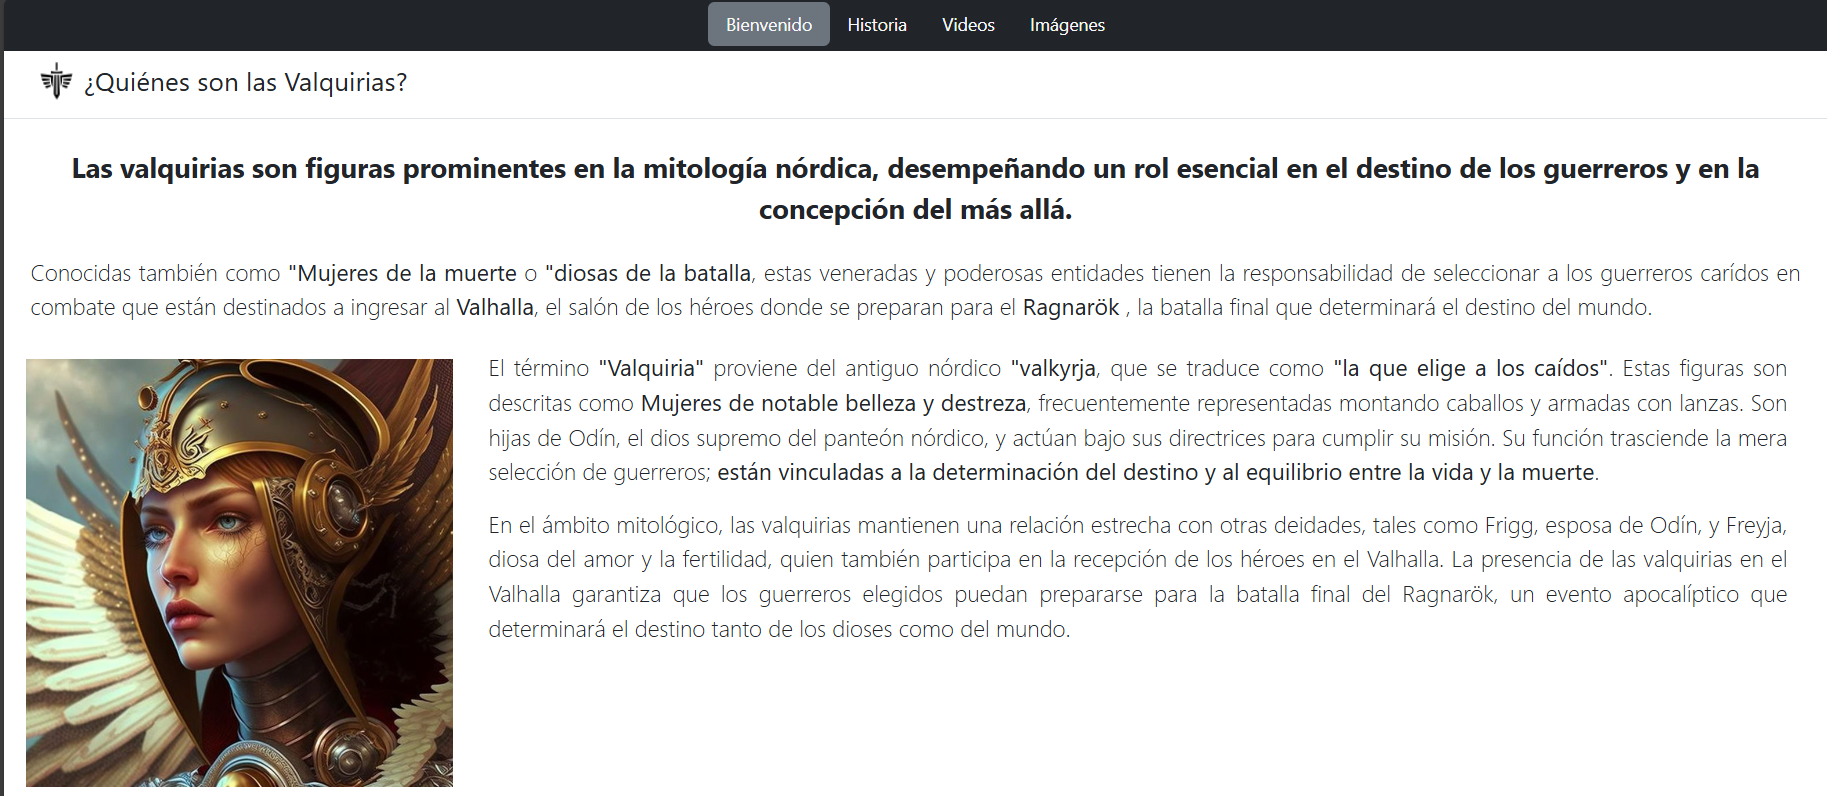 Bienvenido Historia Videos Imágenes
¿Quiénes son las Valquirias?
Las valquirias son figuras prominentes en la mitología nórdica, desempeñando un rol esencial en el destino de los guerreros y en la
concepción del más allá.
Conocidas también como "Mujeres de la muerte o "diosas de la batalla, estas veneradas y poderosas entidades tienen la responsabilidad de seleccionar a los guerreros carídos en
combate que están destinados a ingresar al Valhalla, el salón de los héroes donde se preparan para el Ragnarök , la batalla final que determinará el destino del mundo.
El término "Valquiria" proviene del antiguo nórdico "valkyrja, que se traduce como "la que elige a los caídos". Estas figuras son
descritas como Mujeres de notable belleza y destreza, frecuentemente representadas montando caballos y armadas con lanzas. Son
hijas de Odín, el dios supremo del panteón nórdico, y actúan bajo sus directrices para cumplir su misión. Su función trasciende la mera
selección de guerreros; están vinculadas a la determinación del destino y al equilibrio entre la vida y la muerte.
En el ámbito mitológico, las valquirias mantienen una relación estrecha con otras deidades, tales como Frigg, esposa de Odín, y Freyja,
diosa del amor y la fertilidad, quien también participa en la recepción de los héroes en el Valhalla. La presencia de las valquirias en el
Valhalla garantiza que los guerreros elegidos puedan prepararse para la batalla final del Ragnarök, un evento apocalíptico que
determinará el destino tanto de los dioses como del mundo.